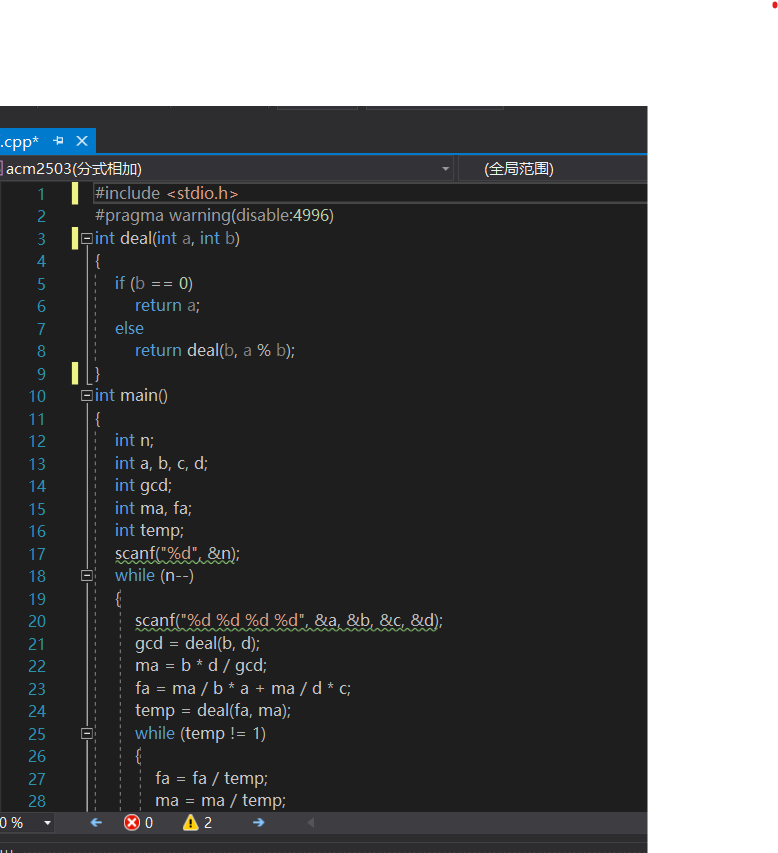 .cpp*
acm2503(分式相加) (全局范围)
1 #include <stdio.h>
2 #pragma warning(disable:4996)
3 int deal(int a, int b)
4 {
5 if (b == 0)
6 return a;
7 else
8 return deal(b, a % b);
9 }
10 int main()
11 {
12 int n;
13 int a, b, c, d;
14 int gcd;
15 int ma, fa;
16 int temp;
17 scanf("%d", &n);
18 while (n--)
19 {
20 scanf("%d %d %d %d", &a, &b, &c, &d);
21 gcd = deal(b, d);
22 ma = b * d / gcd;
23 fa = ma / b * a + ma / d * c;
24 temp = deal(fa, ma);
25 while (temp != 1)
26 {
27 fa = fa / temp;
28 ma = ma / temp;
0 % 0 2